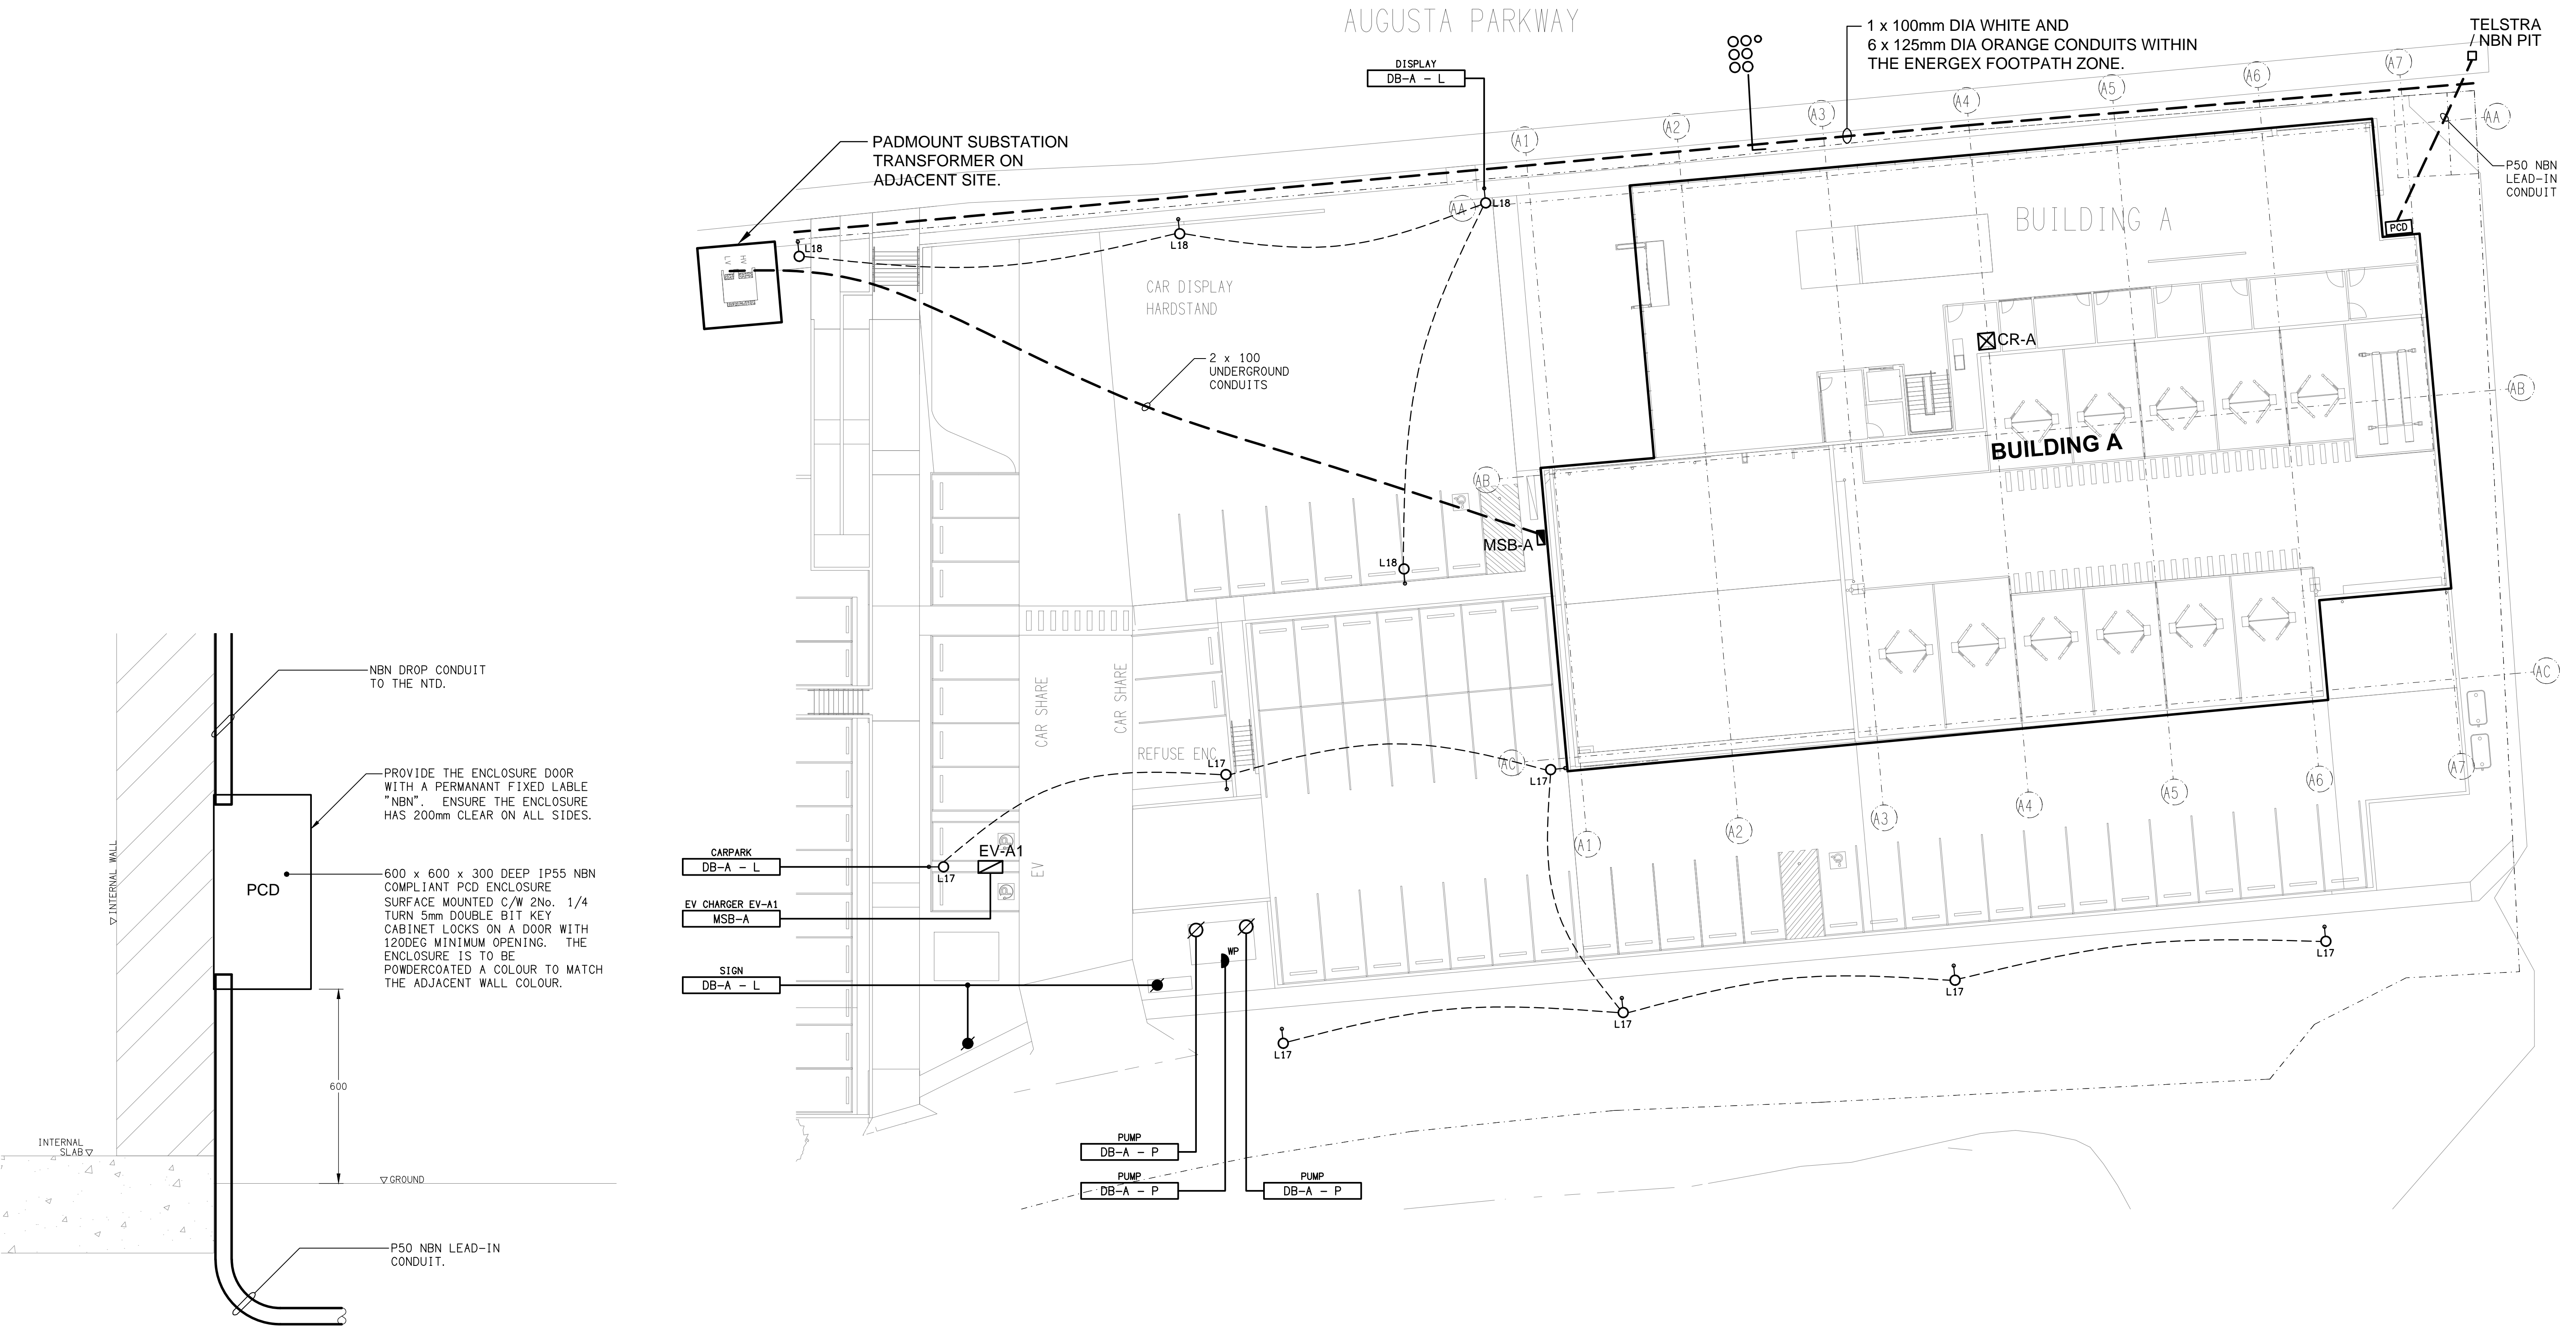 AUGUSTA PARKWAY
1 x 100mm DIA WHITE AND
6 x 125mm DIA ORANGE CONDUITS WITHIN
THE ENERGEX FOOTPATH ZONE.
TELSTRA
/ NBN PIT
DISPLAY
DB-A - L
A1
A2
A3
A4
A5
A6
A7
AA
P50 NBN
LEAD-IN
CONDUIT
PADMOUNT SUBSTATION
TRANSFORMER ON
ADJACENT SITE.
AA
L18
L18
L18
PCD
BUILDING A
LV
HV
CAR DISPLAY
HARDSTAND
CR-A
2 x 100
UNDERGROUND
CONDUITS
AB
BUILDING A
AB
MSB-A
L18
NBN DROP CONDUIT
TO THE NTD.
CAR SHARE
CAR SHARE
AC
REFUSE ENC.
L17
AC
L17
A7
A6
A5
A4
A3
A2
A1
PROVIDE THE ENCLOSURE DOOR
WITH A PERMANANT FIXED LABLE
"NBN". ENSURE THE ENCLOSURE
HAS 200mm CLEAR ON ALL SIDES.
INTERNAL WALL
PCD
600 x 600 x 300 DEEP IP55 NBN
COMPLIANT PCD ENCLOSURE
SURFACE MOUNTED C/W 2No. 1/4
TURN 5mm DOUBLE BIT KEY
CABINET LOCKS ON A DOOR WITH
120DEG MINIMUM OPENING. THE
ENCLOSURE IS TO BE
POWDERCOATED A COLOUR TO MATCH
THE ADJACENT WALL COLOUR.
CARPARK
DB-A - L
L17
EV-A1
EV
EV CHARGER EV-A1
MSB-A
WP
SIGN
DB-A - L
L17
L17
L17
L17
600
INTERNAL
SLAB
GROUND
PUMP
DB-A - P
PUMP
DB-A - P
PUMP
DB-A - P
P50 NBN LEAD-IN
CONDUIT.